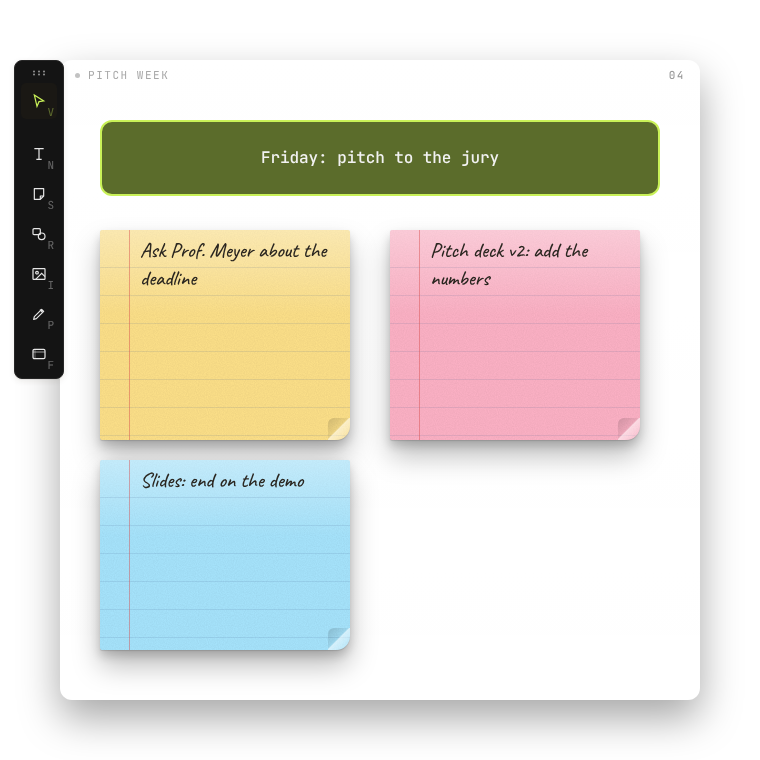 PITCH WEEK
04
V
N
S
R
I
P
F
Friday: pitch to the jury
Ask Prof. Meyer about the
deadline
Pitch deck v2: add the
numbers
Slides: end on the demo